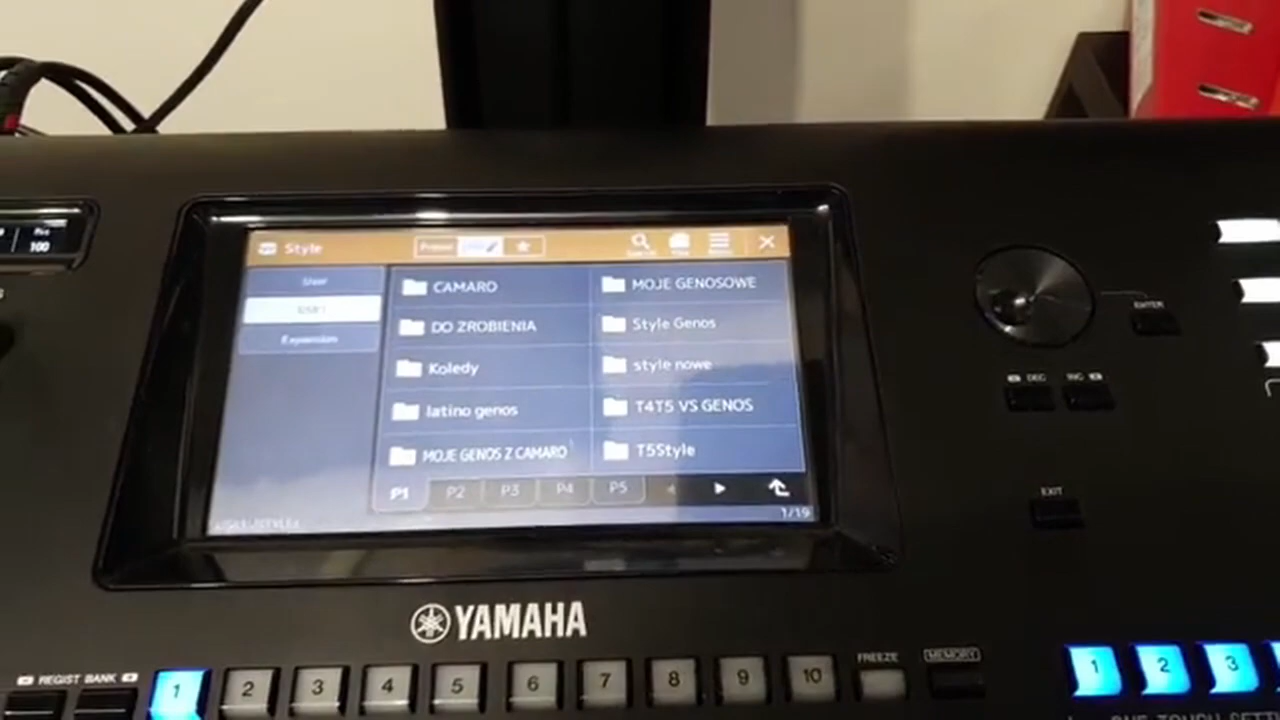 100
Style
Preset
★
User
USB1
Expansion
CAMARO
DO ZROBIENIA
Koledy
latino genos
MOJE GENOS Z CAMARO
MOJE GENOSOWE
Style Genos
style nowe
T4T5 VS GENOS
T5Style
P1 P2 P3 P4 P5
1/19
ENTER
DEC INC
EXIT
YAMAHA
REGIST BANK
1 2 3 4 5 6 7 8 9 10
FREEZE
MEMORY
1 2 3